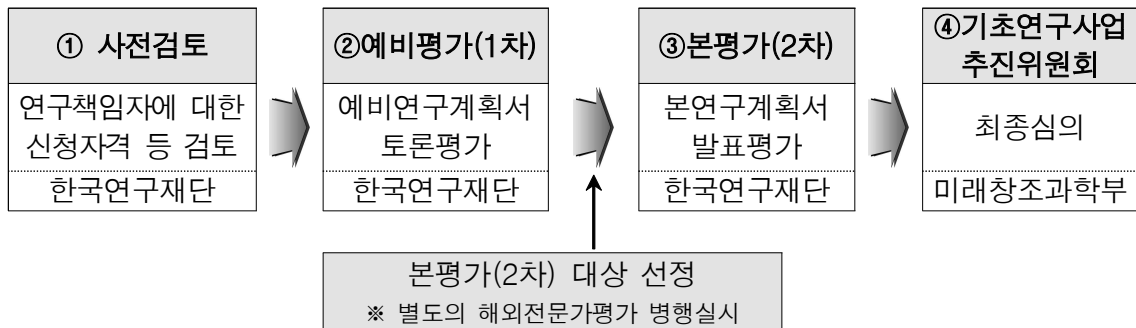 ① 사전검토
연구책임자에 대한
신청자격 등 검토
한국연구재단
②예비평가(1차)
예비연구계획서
토론평가
한국연구재단
③본평가(2차)
본연구계획서
발표평가
한국연구재단
④기초연구사업
추진위원회
최종심의
미래창조과학부
본평가(2차) 대상 선정
※ 별도의 해외전문가평가 병행실시